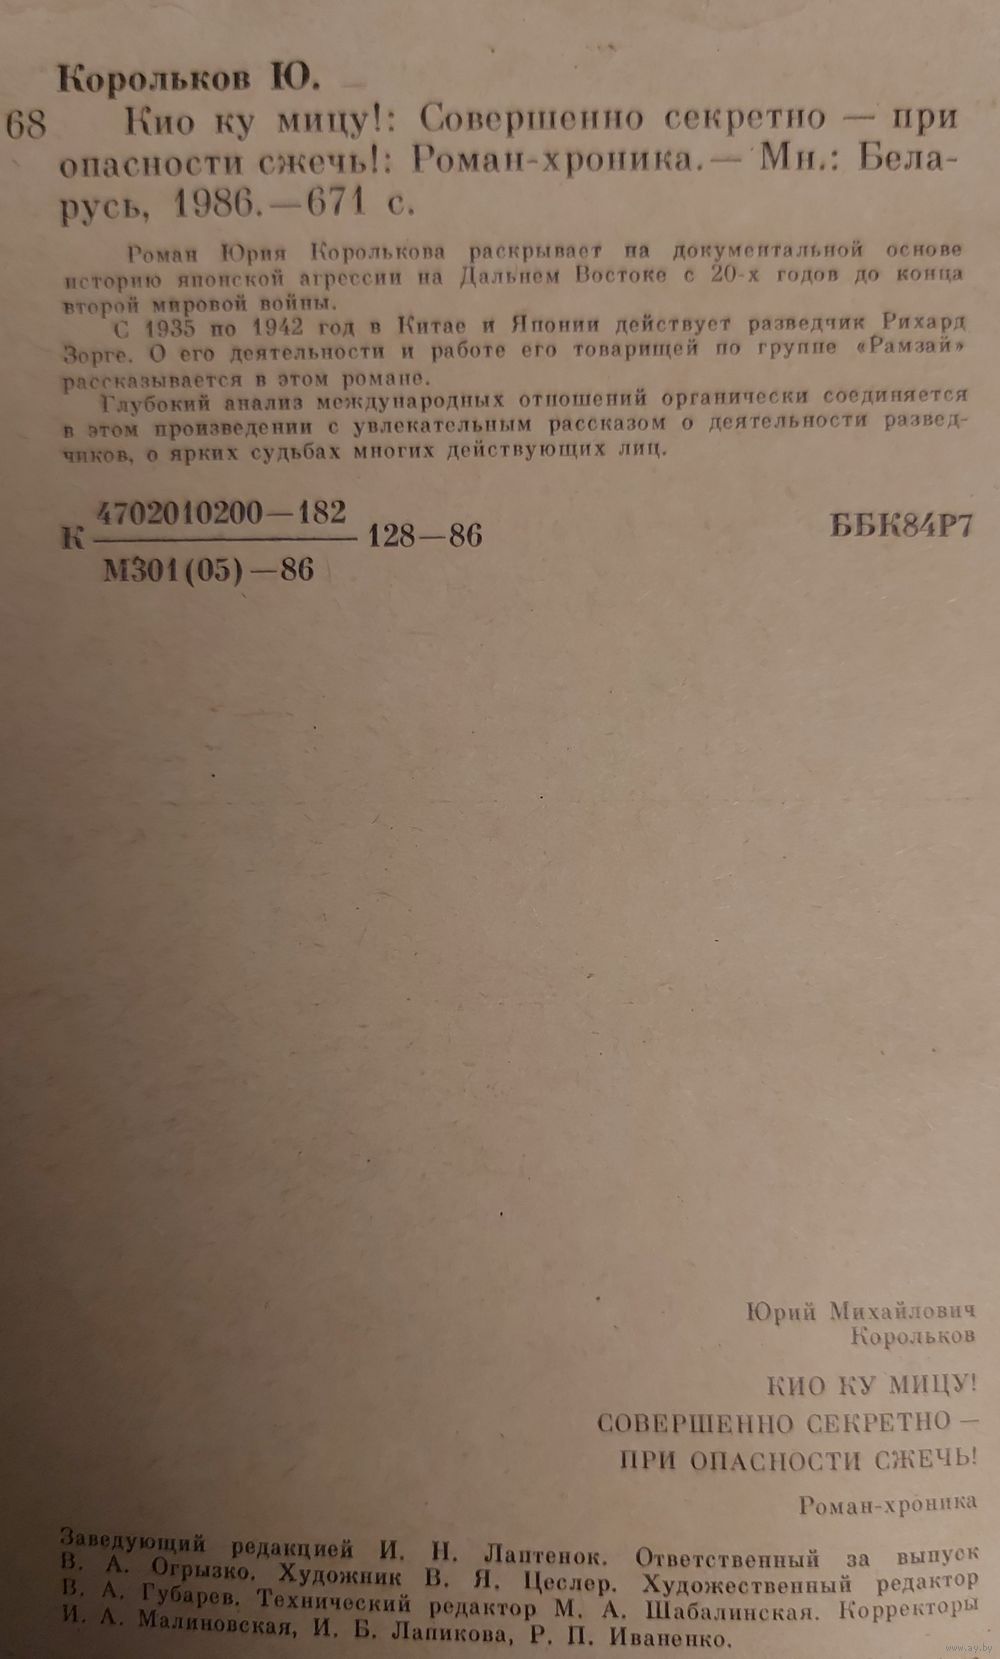 Корольков Ю.
68 Кио ку мицу!: Совершенно секретно — при
опасности сжечь!: Роман-хроника.— Мн.: Бела-
русь, 1986.—671 с.
Роман Юрия Королькова раскрывает на документальной основе
историю японской агрессии на Дальнем Востоке с 20-х годов до конца
второй мировой войны.
С 1935 по 1942 год в Китае и Японии действует разведчик Рихард
Зорге. О его деятельности и работе его товарищей по группе «Рамзай»
рассказывается в этом романе.
Глубокий анализ международных отношений органически соединяется
в этом произведении с увлекательным рассказом о деятельности развед-
чиков, о ярких судьбах многих действующих лиц.
4702010200—182
К 128—86 ББК84Р7
М301(05)—86
Юрий Михайлович
Корольков
КИО КУ МИЦУ!
СОВЕРШЕННО СЕКРЕТНО —
ПРИ ОПАСНОСТИ СЖЕЧЬ!
Роман-хроника
Заведующий редакцией И. Н. Лаптенок. Ответственный за выпуск
В. А. Огрызко. Художник В. Я. Цеслер. Художественный редактор
В. А. Губарев. Технический редактор М. А. Шабалинская. Корректоры
И. А. Малиновская, И. Б. Лапикова, Р. П. Иваненко.
www.ay.by